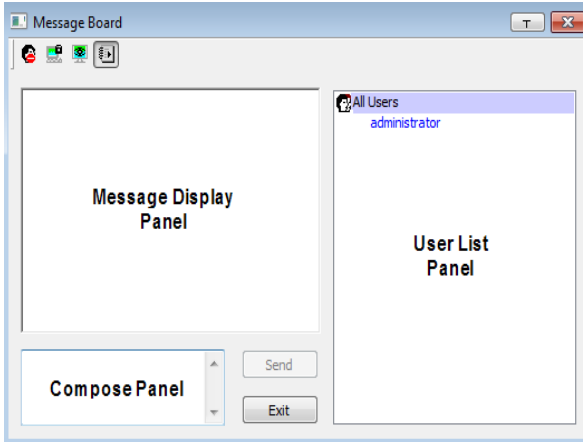 Message Board
T
All Users
administrator
Message Display
Panel
User List
Panel
Compose Panel
Send
Exit